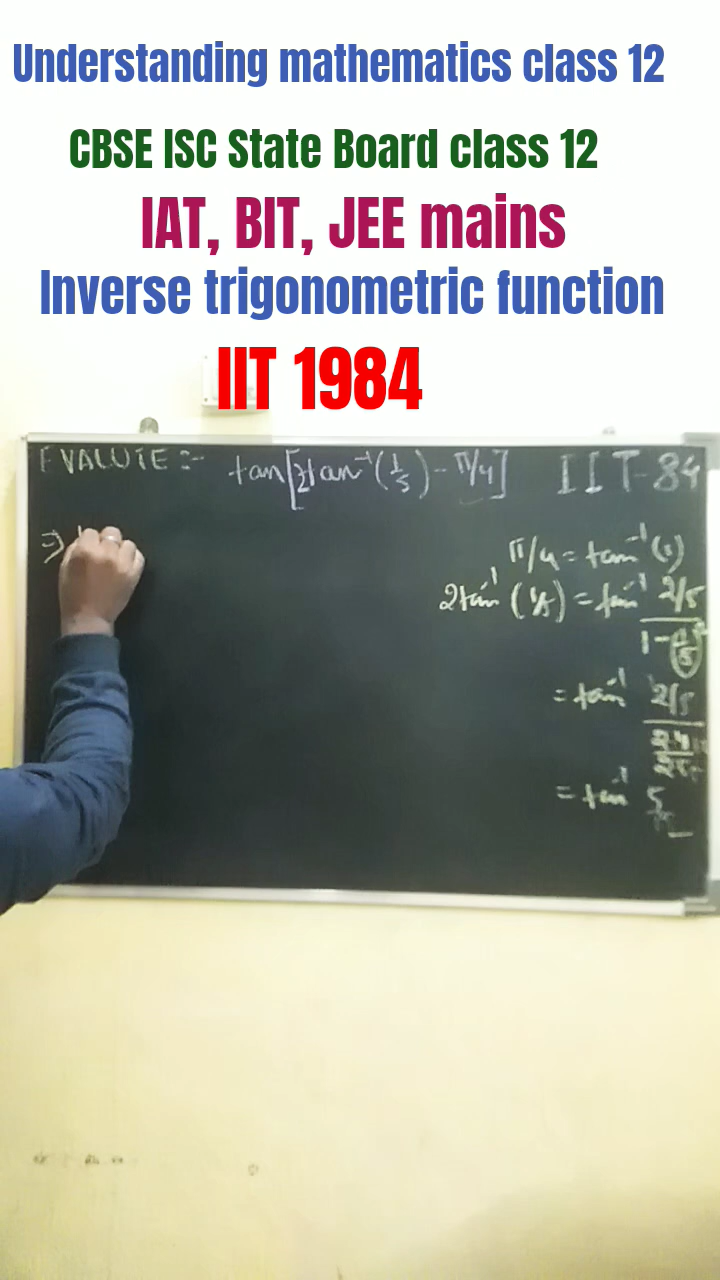 Understanding mathematics class 12
CBSE ISC State Board class 12
IAT, BIT, JEE mains
Inverse trigonometric function
IIT 1984
EVALUTE :- tan[2tan⁻¹(1/5) - π/4] IIT-84
⇒
π/4 = tan⁻¹(1)
2tan⁻¹(1/5) = tan⁻¹ 2/5 / 1-(1/5)²
= tan⁻¹ 2/5 / 24/25
= tan⁻¹ 5/12